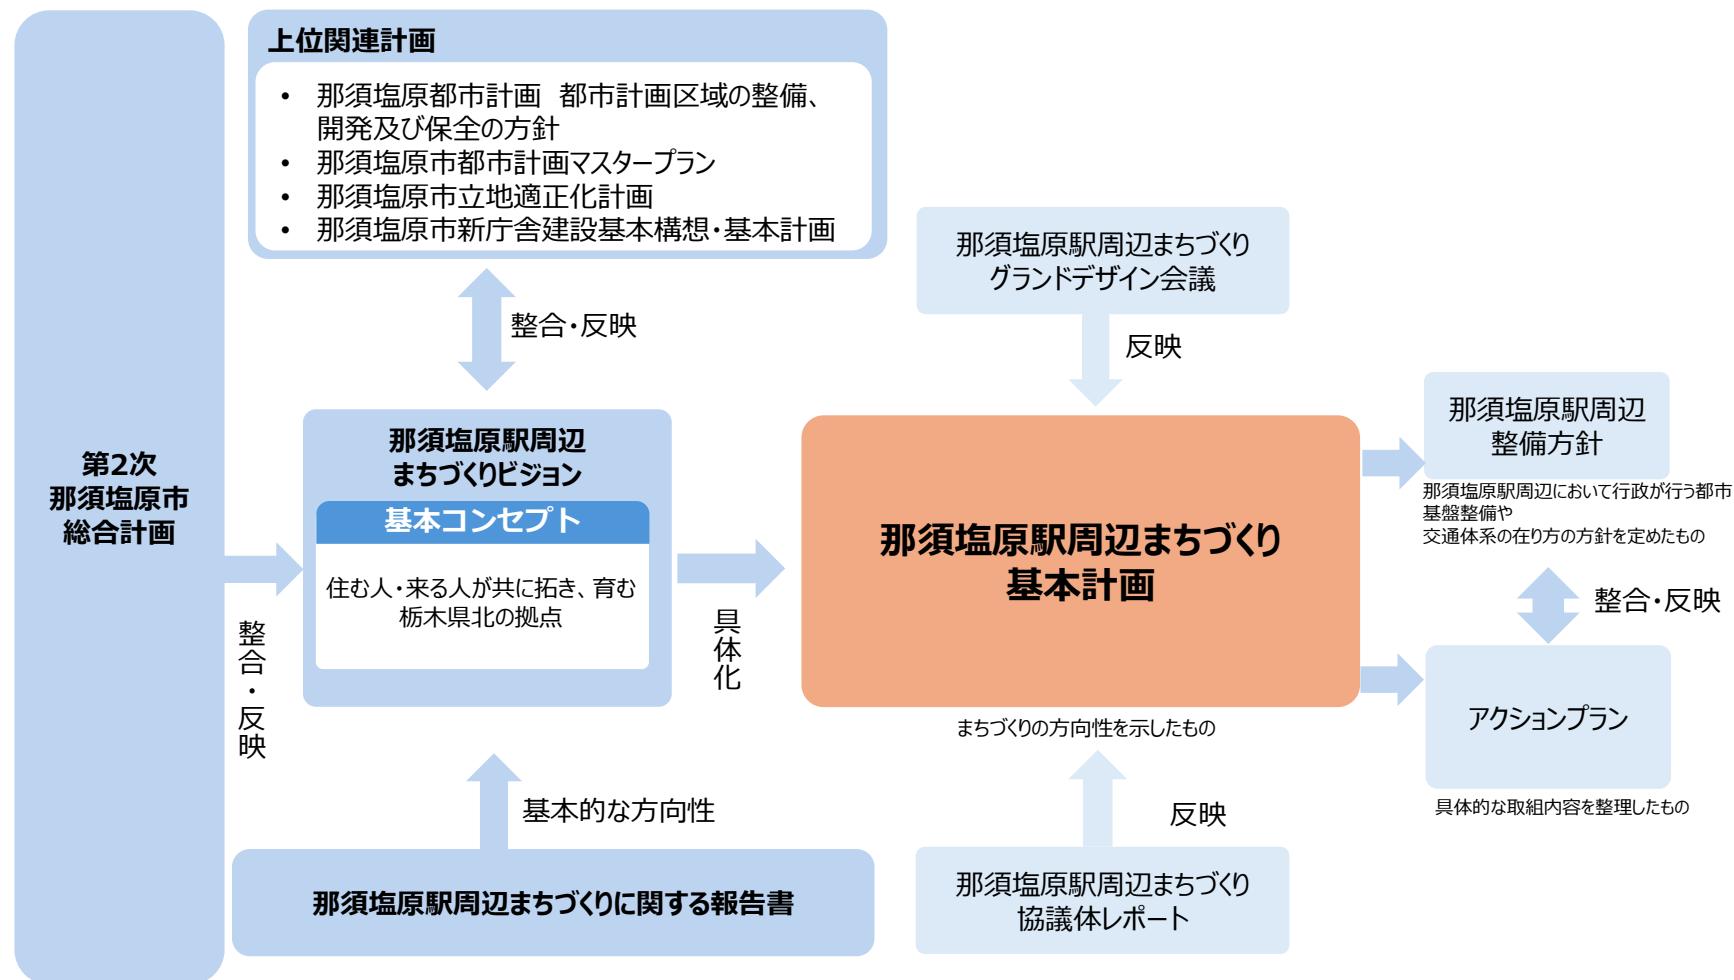 上位関連計画
• 那須塩原都市計画　都市計画区域の整備、
開発及び保全の方針
• 那須塩原市都市計画マスタープラン
• 那須塩原市立地適正化計画
• 那須塩原市新庁舎建設基本構想・基本計画
整合・反映
第2次
那須塩原市
総合計画
整合・反映
那須塩原駅周辺
まちづくりビジョン
基本コンセプト
住む人・来る人が共に拓き、育む
栃木県北の拠点
具体化
基本的な方向性
那須塩原駅周辺まちづくりに関する報告書
那須塩原駅周辺まちづくり
グランドデザイン会議
反映
那須塩原駅周辺まちづくり
基本計画
まちづくりの方向性を示したもの
反映
那須塩原駅周辺まちづくり
協議体レポート
那須塩原駅周辺
整備方針
那須塩原駅周辺において行政が行う都市
基盤整備や
交通体系の在り方の方針を定めたもの
整合・反映
アクションプラン
具体的な取組内容を整理したもの